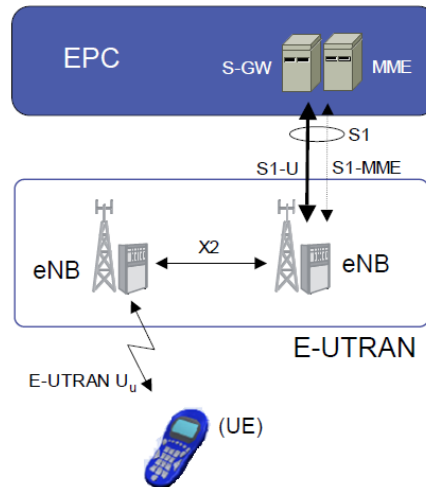 EPC
S-GW
MME
S1
S1-U
S1-MME
X2
eNB
eNB
E-UTRAN
E-UTRAN Uu
(UE)